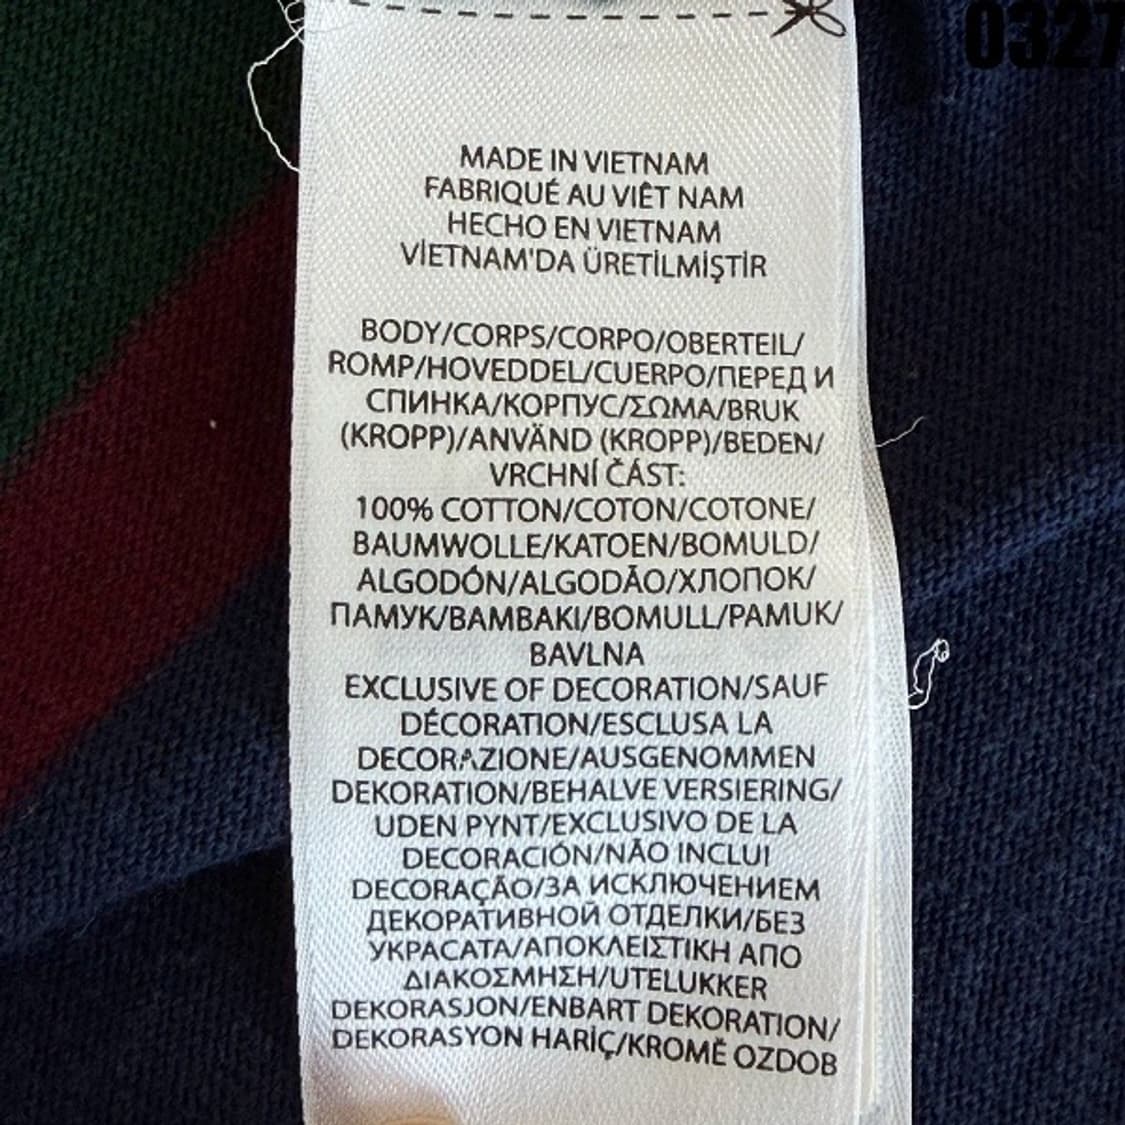 0327
MADE IN VIETNAM
FABRIQUÉ AU VIÊT NAM
HECHO EN VIETNAM
VİETNAM'DA ÜRETİLMİŞTİR
BODY/CORPS/CORPO/OBERTEIL/
ROMP/HOVEDDEL/CUERPO/ПЕРЕД И
СПИНКА/КОРПУС/ΣΩΜΑ/BRUK
(KROPP)/ANVÄND (KROPP)/BEDEN/
VRCHNÍ ČÁST:
100% COTTON/COTON/COTONE/
BAUMWOLLE/KATOEN/BOMULD/
ALGODÓN/ALGODÃO/ХЛОПОК/
ПАМУК/BAMBAKI/BOMULL/PAMUK/
BAVLNA
EXCLUSIVE OF DECORATION/SAUF
DÉCORATION/ESCLUSA LA
DECORAZIONE/AUSGENOMMEN
DEKORATION/BEHALVE VERSIERING/
UDEN PYNT/EXCLUSIVO DE LA
DECORACIÓN/NÃO INCLUI
DECORAÇÃO/ЗА ИСКЛЮЧЕНИЕМ
ДЕКОРАТИВНОЙ ОТДЕЛКИ/БЕЗ
УКРАСАТА/ΑΠΟΚΛΕΙΣΤΙΚΗ ΑΠΟ
ΔΙΑΚΟΣΜΗΣΗ/UTELUKKER
DEKORASJON/ENBART DEKORATION/
DEKORASYON HARİÇ/KROMĚ OZDOB